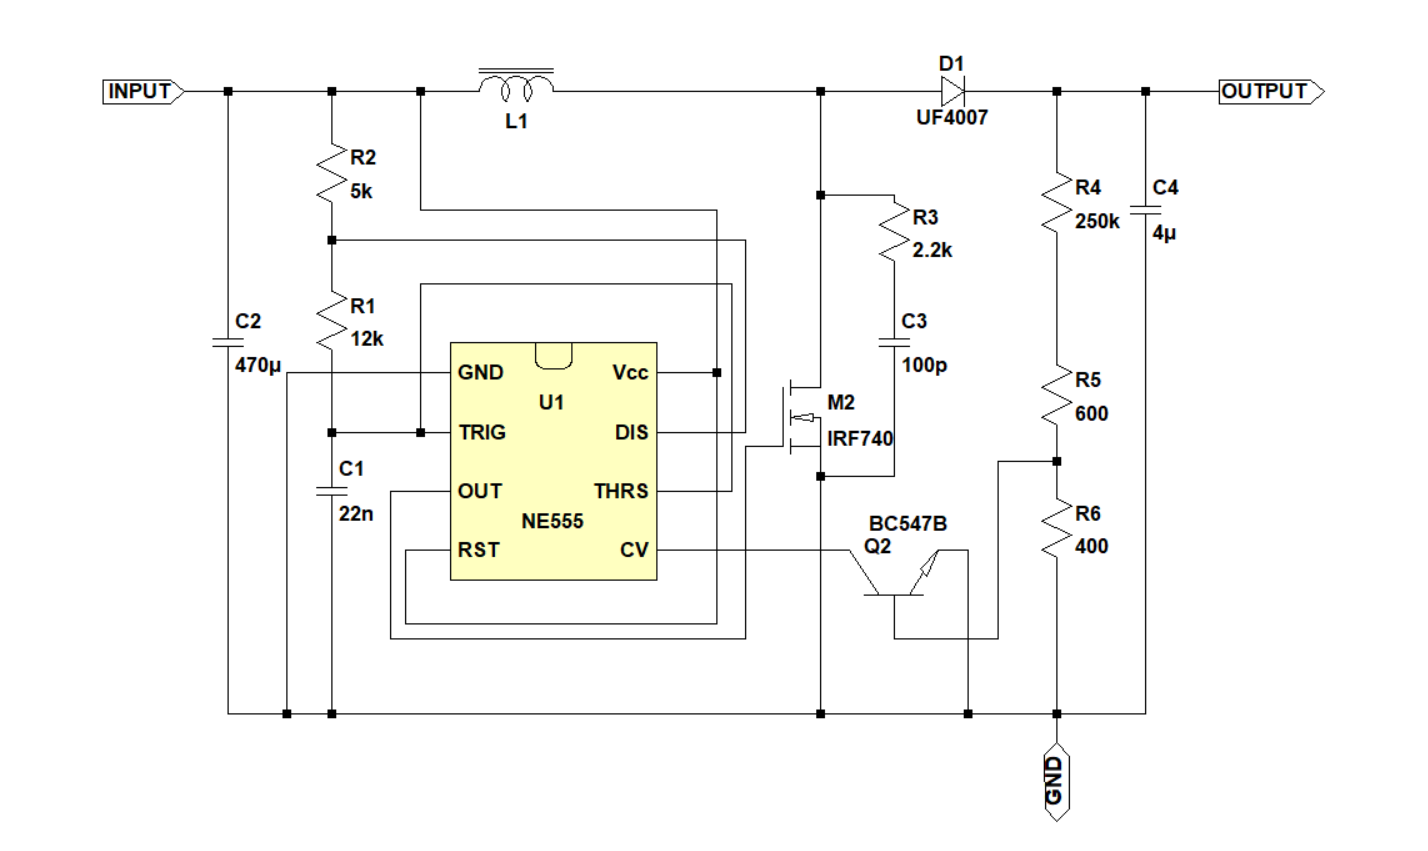 D1
INPUT
OUTPUT
L1
UF4007
R2
5k
R4
250k
C4
4µ
R3
2.2k
R1
12k
C2
470µ
C3
100p
GND
Vcc
U1
M2
IRF740
R5
600
TRIG
DIS
C1
22n
OUT
THRS
NE555
BC547B
Q2
R6
400
RST
CV
GND